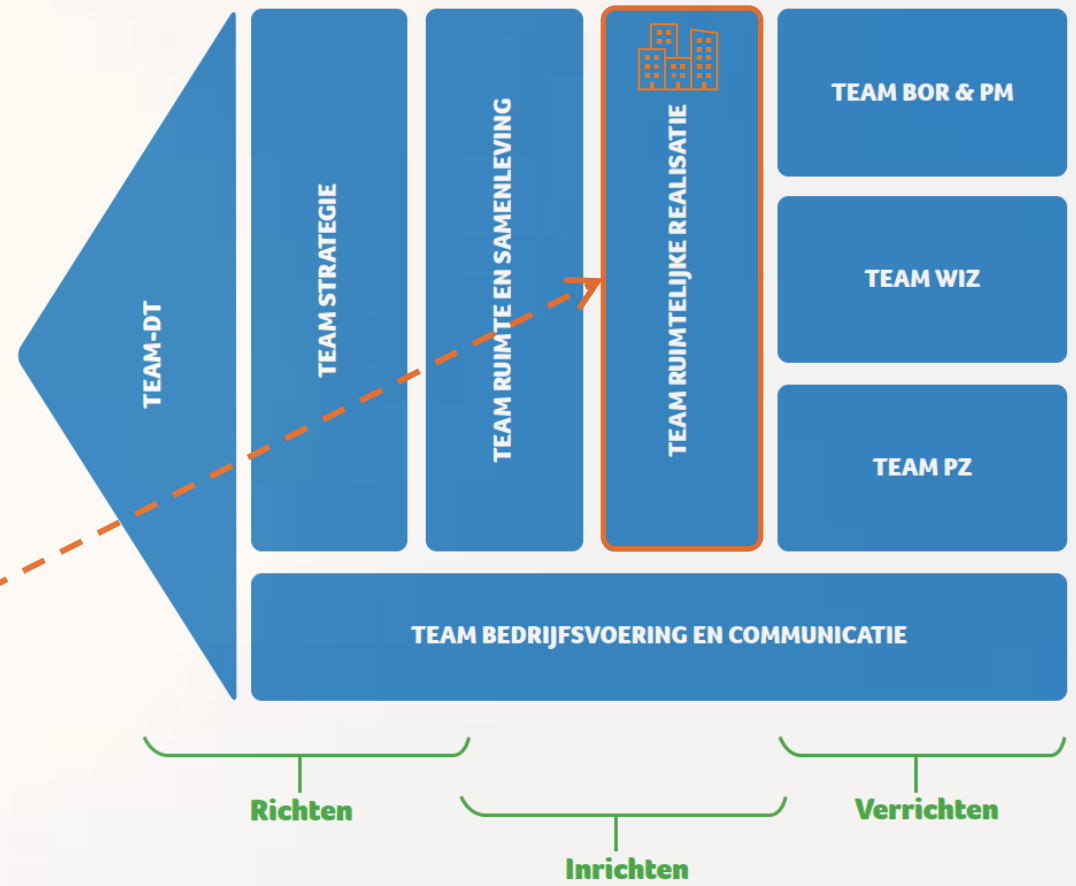 TEAM-DT
TEAM STRATEGIE
TEAM RUIMTE EN SAMENLEVING
TEAM RUIMTELIJKE REALISATIE
TEAM BOR & PM
TEAM WIZ
TEAM PZ
TEAM BEDRIJFSVOERING EN COMMUNICATIE
Richten
Inrichten
Verrichten